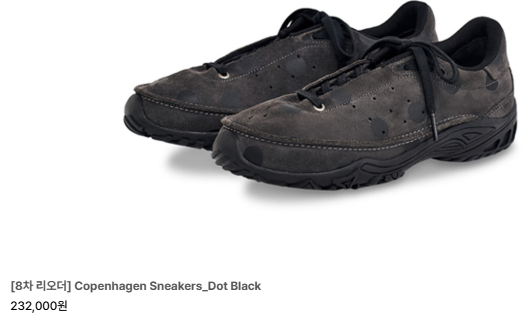 [8차 리오더] Copenhagen Sneakers_Dot Black
232,000원